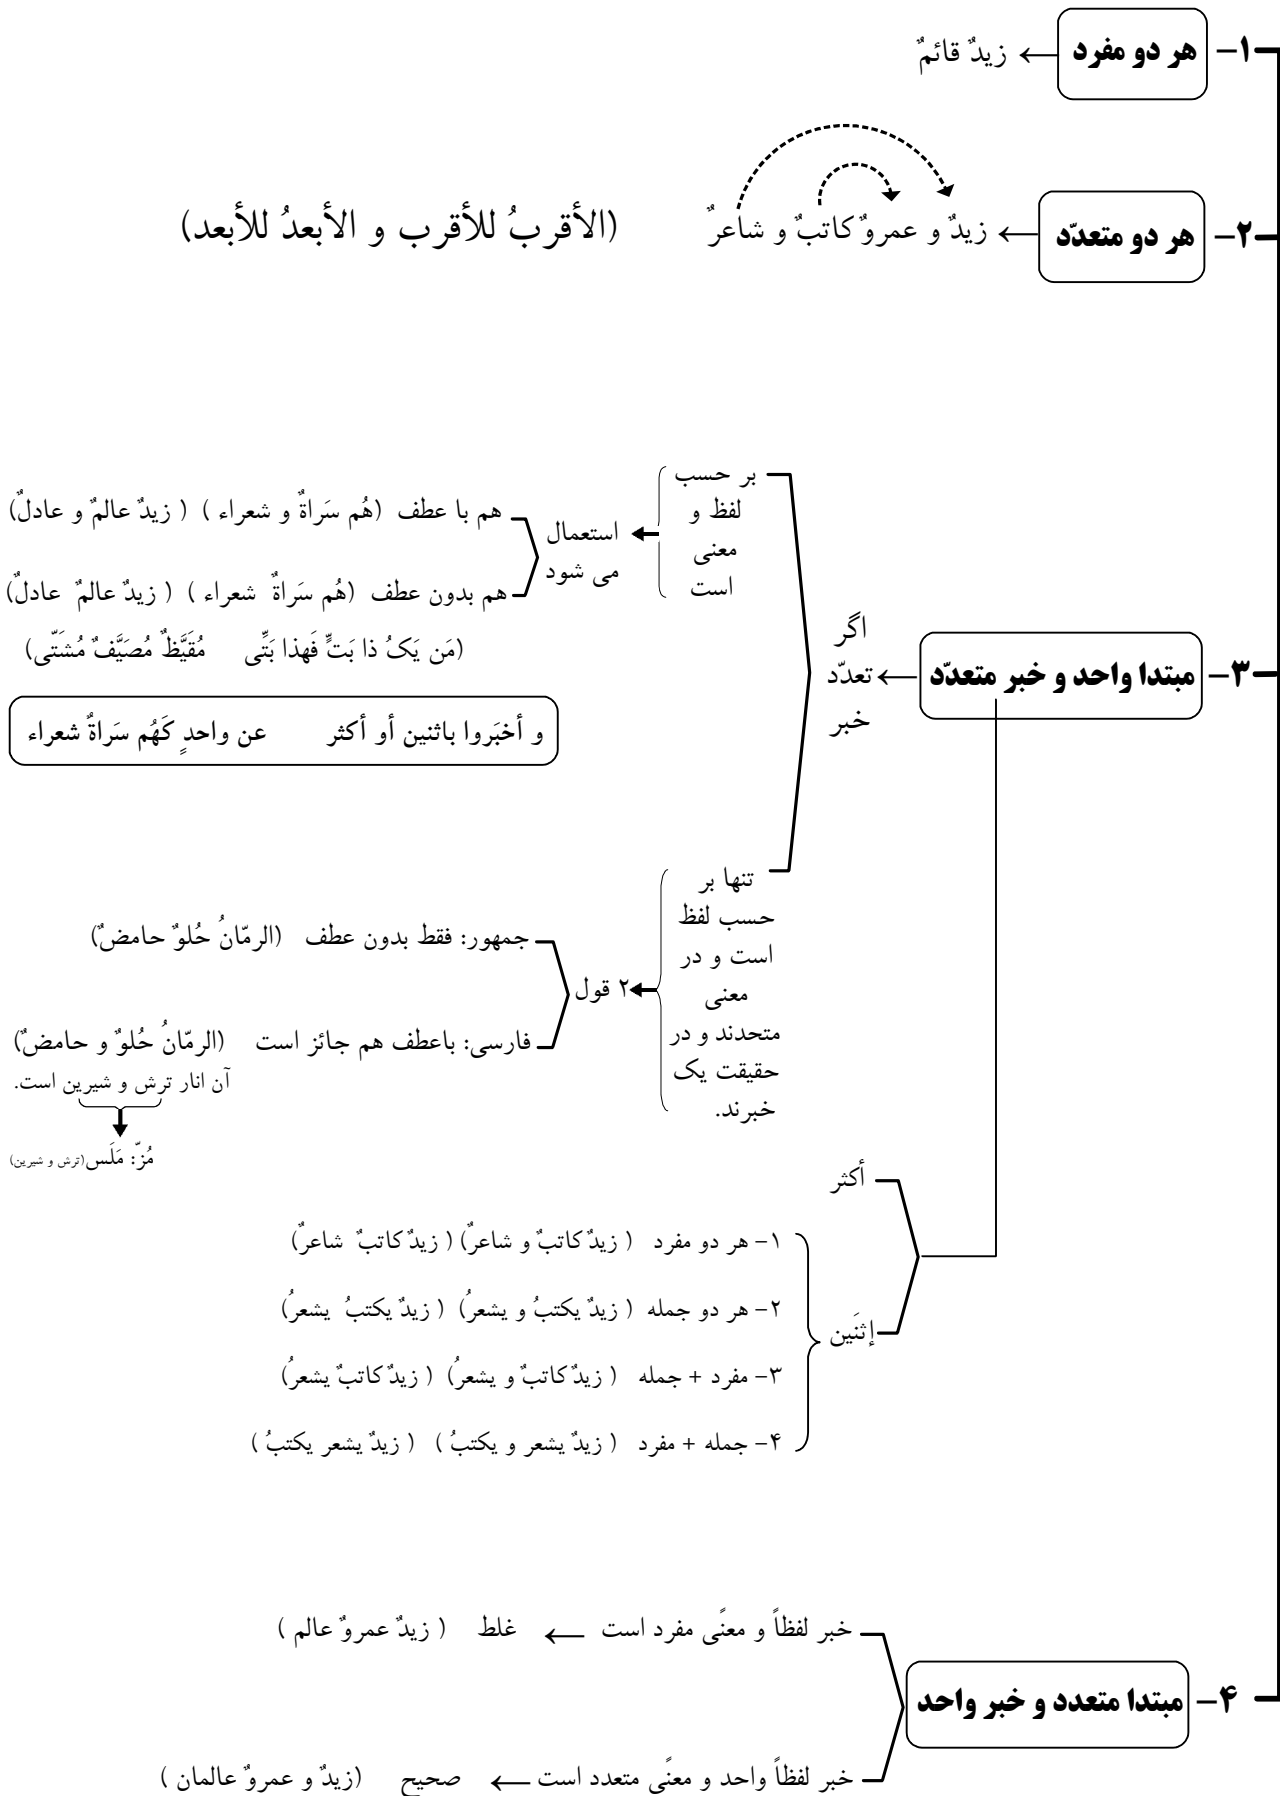 ۱- هر دو مفرد ← زیدٌ قائمٌ
۲- هر دو متعدّد ← زیدٌ و عمروٌ کاتبٌ و شاعرٌ (الأقربُ للأقرب و الأبعدُ للأبعد)
۳- مبتدا واحد و خبر متعدّد ←
اگر
تعدّد
خبر
بر حسب
لفظ و
معنی
است
استعمال
می شود
هم با عطف (هُم سَراةٌ و شعراء ) ( زیدٌ عالمٌ و عادلٌ)
هم بدون عطف (هُم سَراةٌ شعراء ) ( زیدٌ عالمٌ عادلٌ)
(مَن یَکُ ذا بَتٍّ فَهذا بَتِّی مُقَیَّظٌ مُصَیَّفٌ مُشَتّی)
و أخبَروا باثنین أو أکثر عن واحدٍ کَهُم سَراةٌ شعراء
تنها بر
حسب لفظ
است و در
معنی
متحدند و در
حقیقت یک
خبرند.
۲ قول
جمهور: فقط بدون عطف (الرمّانُ حُلوٌ حامضٌ)
فارسی: باعطف هم جائز است (الرمّانُ حُلوٌ و حامضٌ)
آن انار ترش و شیرین است.
مُزّ: مَلَس(ترش و شیرین)
أکثر
إثنَین
۱- هر دو مفرد ( زیدٌ کاتبٌ و شاعرٌ) ( زیدٌ کاتبٌ شاعرٌ)
۲- هر دو جمله ( زیدٌ یکتبُ و یشعرُ) ( زیدٌ یکتبُ یشعرُ)
۳- مفرد + جمله ( زیدٌ کاتبٌ و یشعرُ) ( زیدٌ کاتبٌ یشعرُ)
۴- جمله + مفرد ( زیدٌ یشعر و یکتبُ ) ( زیدٌ یشعر یکتبُ )
۴- مبتدا متعدد و خبر واحد
خبر لفظاً و معنًی مفرد است ← غلط ( زیدٌ عمروٌ عالم )
خبر لفظاً واحد و معنًی متعدد است ← صحیح (زیدٌ و عمروٌ عالمان )